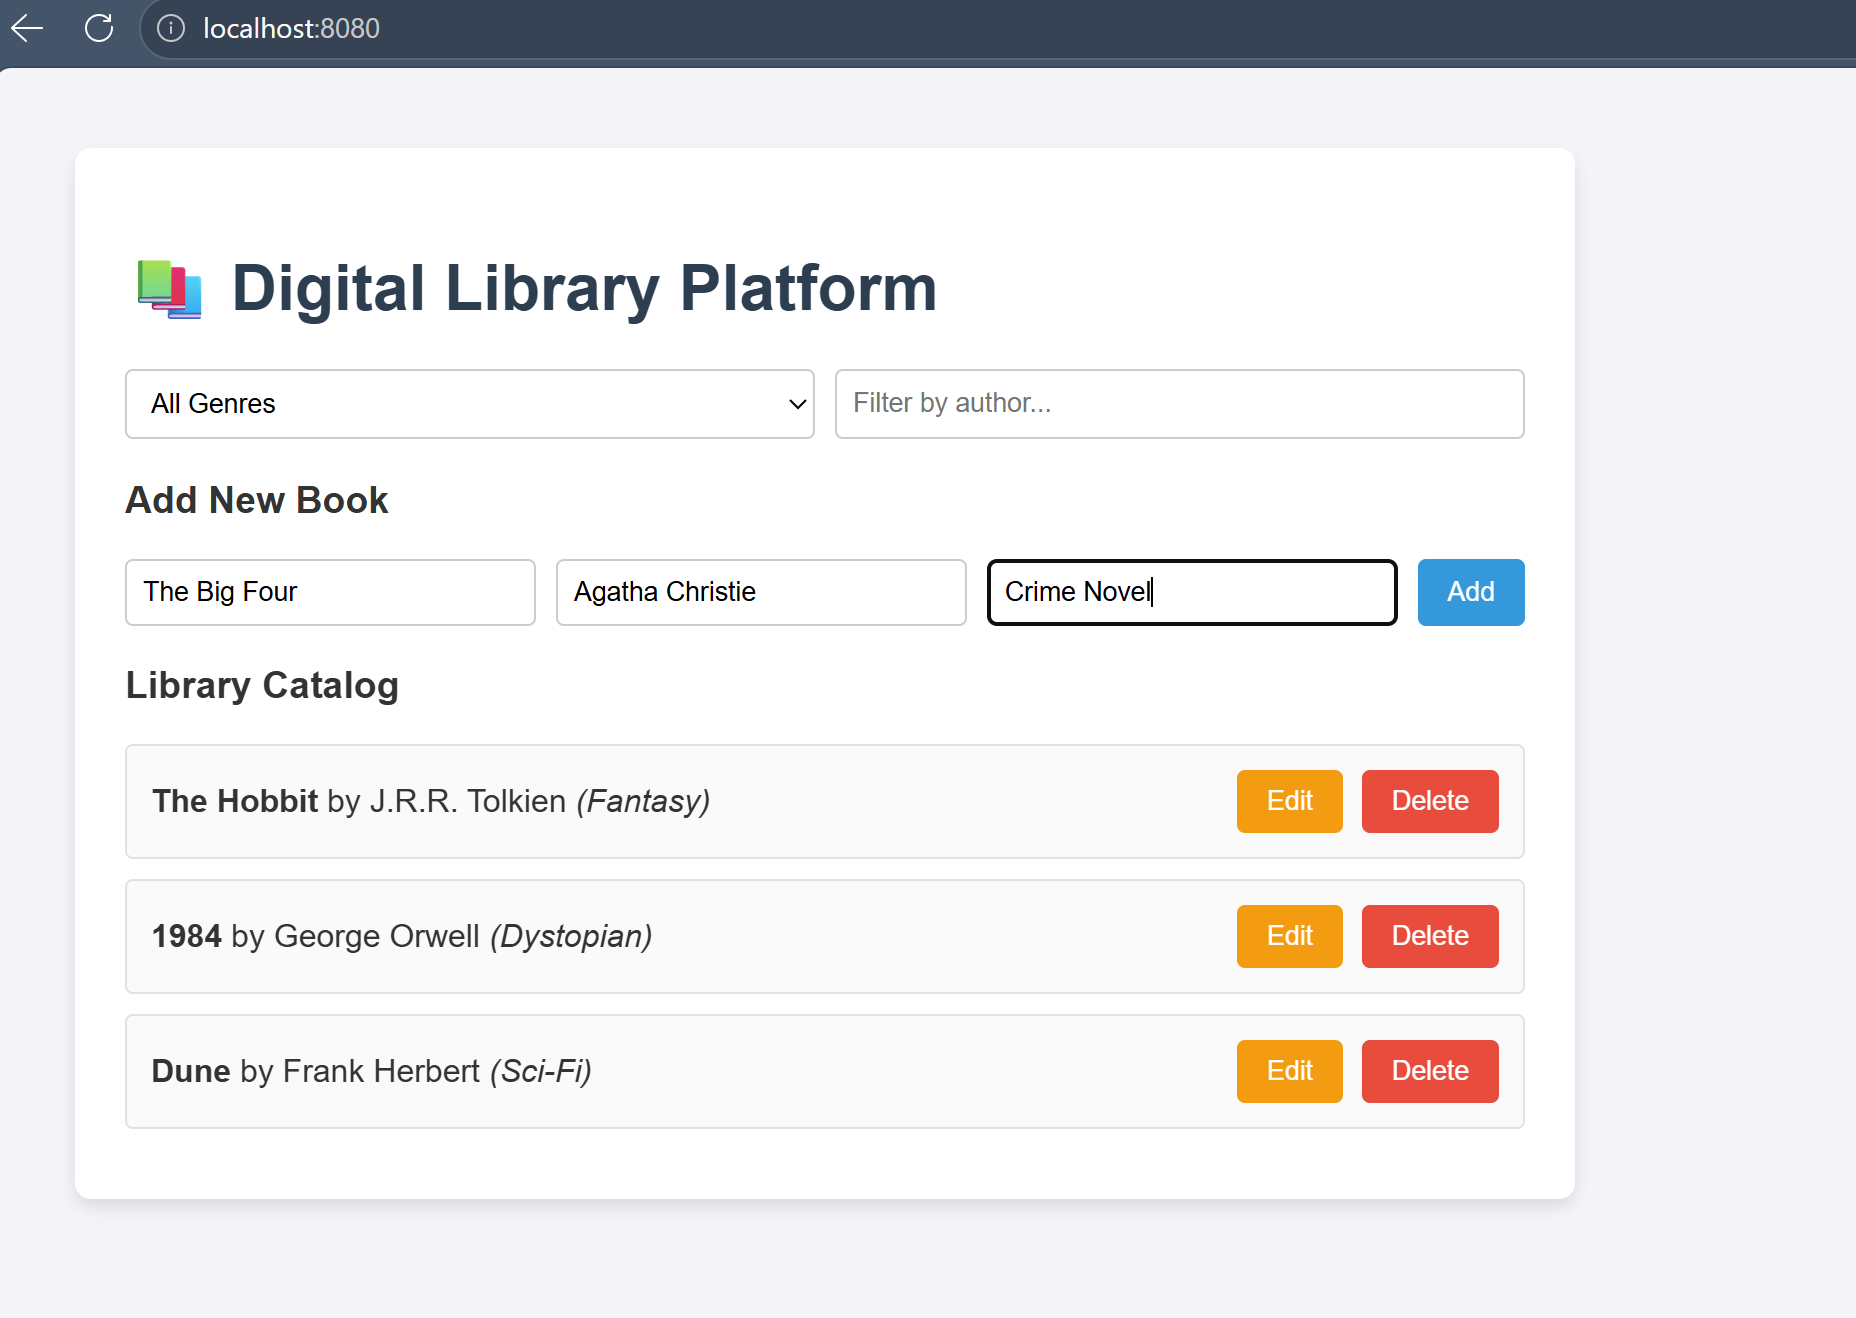 localhost:8080
Digital Library Platform
All Genres
Filter by author...
Add New Book
The Big Four
Agatha Christie
Crime Novel
Add
Library Catalog
The Hobbit by J.R.R. Tolkien (Fantasy)
Edit
Delete
1984 by George Orwell (Dystopian)
Edit
Delete
Dune by Frank Herbert (Sci-Fi)
Edit
Delete